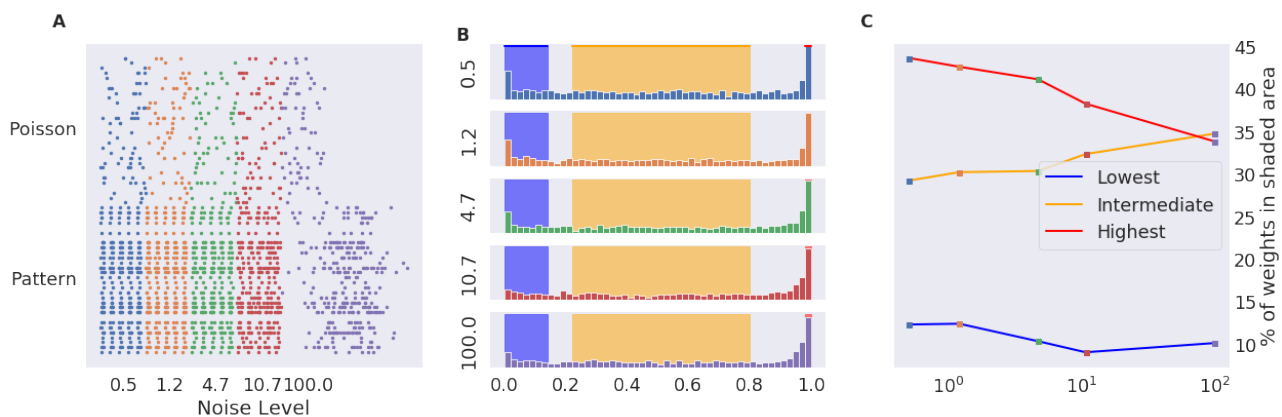 A
Poisson
Pattern
0.5 1.2 4.7 10.7 100.0
Noise Level
B
0.5
1.2
4.7
10.7
100.0
0.0 0.2 0.4 0.6 0.8 1.0
C
45
40
35
30
25
20
15
10
% of weights in shaded area
Lowest
Intermediate
Highest
10⁰ 10¹ 10²